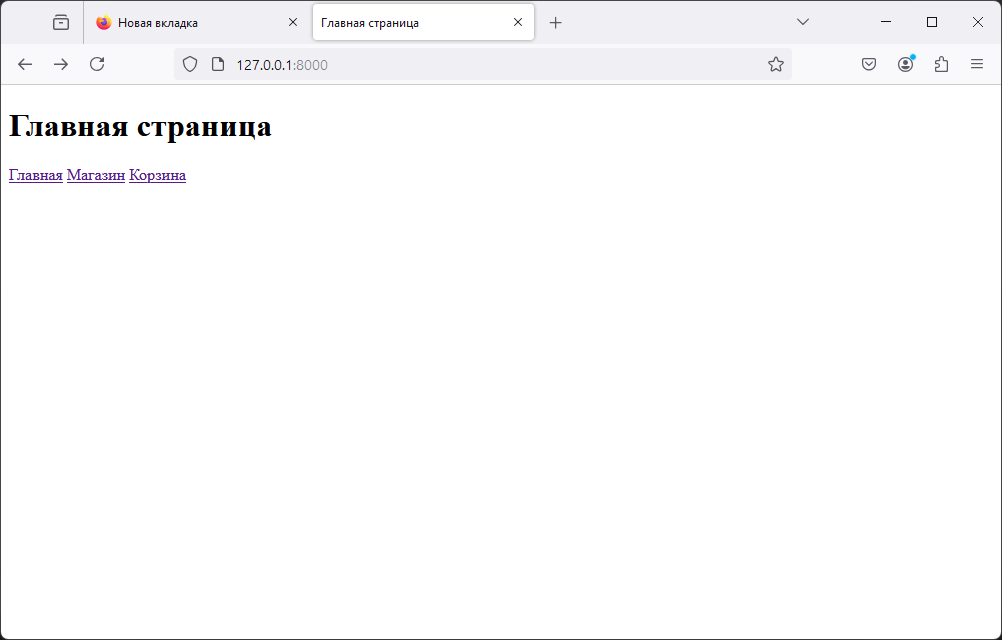 Новая вкладка
Главная страница
127.0.0.1:8000
Главная страница
Главная Магазин Корзина